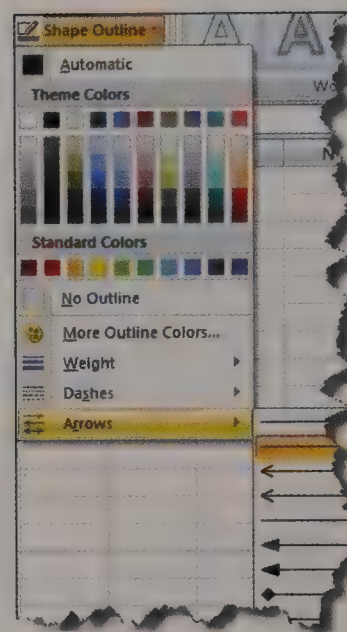 Shape Outline
Automatic
Theme Colors
Standard Colors
No Outline
More Outline Colors...
Weight
Dashes
Arrows